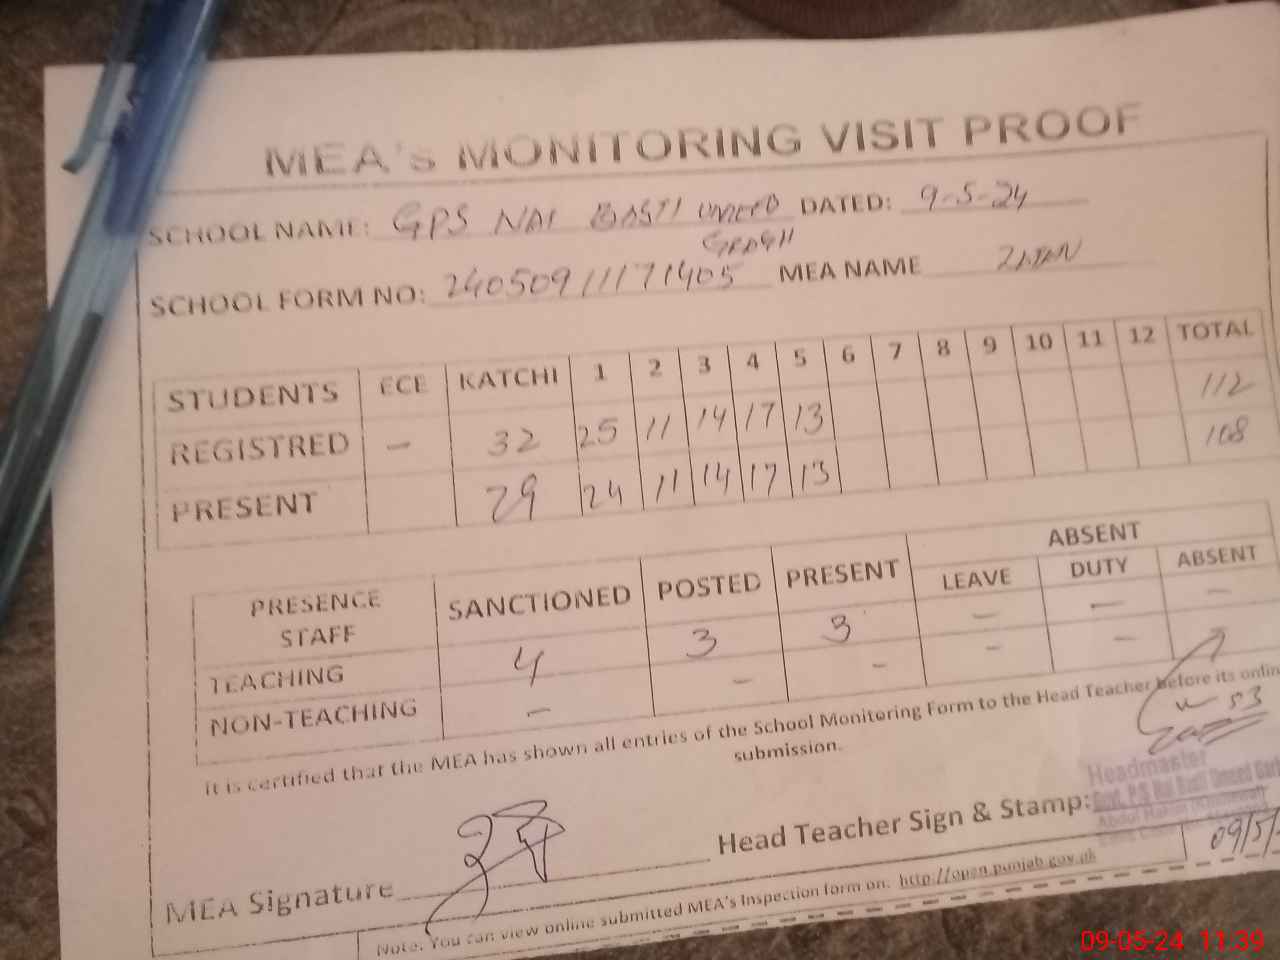 MEA's MONITORING VISIT PROOF
SCHOOL NAME: GPS NAI BASTI UMEED DATED: 9-5-24
GRAGH
SCHOOL FORM NO: 24050911171405 MEA NAME
STUDENTS ECE KATCHI 1 2 3 4 5 6 7 8 9 10 11 12 TOTAL
REGISTRED - 32 25 11 14 17 13 112
PRESENT 29 24 11 14 17 13 108
PRESENCE STAFF SANCTIONED POSTED PRESENT ABSENT
LEAVE DUTY ABSENT
TEACHING 4 3 3 - - -
NON-TEACHING - - - - -
It is certified that the MEA has shown all entries of the School Monitoring Form to the Head Teacher before its onlin
submission.
Headmaster
MEA Signature Head Teacher Sign & Stamp:
09/5/
Note: You can view online submitted MEA's Inspection form on: http://open.punjab.gov.pk
09-05-24 11:39